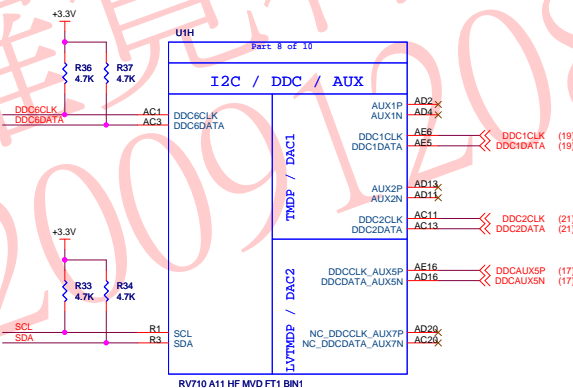 +3.3V
U1H
Part 8 of 10
R36
4.7K
R37
4.7K
I2C / DDC / AUX
DDC6CLK
DDC6DATA
AC1
AC3
DDC6CLK
DDC6DATA
AUX1P
AUX1N
AD2
AD4
DDC1CLK
DDC1DATA
AE6
AE5
DDC1CLK (19)
DDC1DATA (19)
TMDP / DAC1
AUX2P
AUX2N
AD13
AD11
DDC2CLK
DDC2DATA
AC11
AC13
DDC2CLK (21)
DDC2DATA (21)
+3.3V
R33
4.7K
R34
4.7K
LVTMDP / DAC2
DDCCLK_AUX5P
DDCDATA_AUX5N
AE16
AD16
DDCAUX5P (17)
DDCAUX5N (17)
SCL
SDA
R1
R3
SCL
SDA
NC_DDCCLK_AUX7P
NC_DDCDATA_AUX7N
AD20
AC20
RV710 A11 HF MVD FT1 BIN1